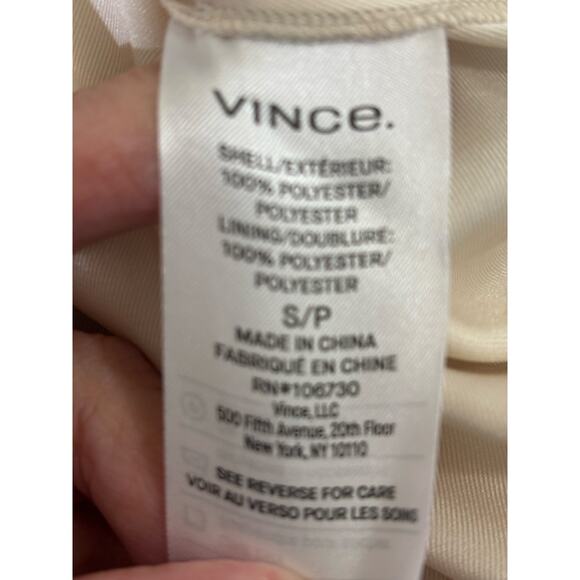 VINCe.
SHELL/EXTÉRIEUR:
100% POLYESTER/
POLYESTER
LINING/DOUBLURE:
100% POLYESTER/
POLYESTER
S/P
MADE IN CHINA
FABRIQUÉ EN CHINE
RN#106730
Vince, LLC
500 Fifth Avenue, 20th Floor
New York, NY 10110
SEE REVERSE FOR CARE
VOIR AU VERSO POUR LES SOINS